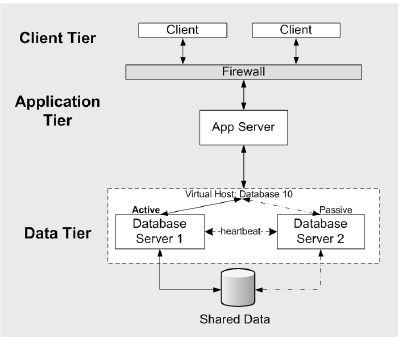 Client Tier
Client
Client
Firewall
Application
Tier
App Server
Virtual Host: Database 10
Active
Passive
Data Tier
Database
Server 1
heartbeat
Database
Server 2
Shared Data